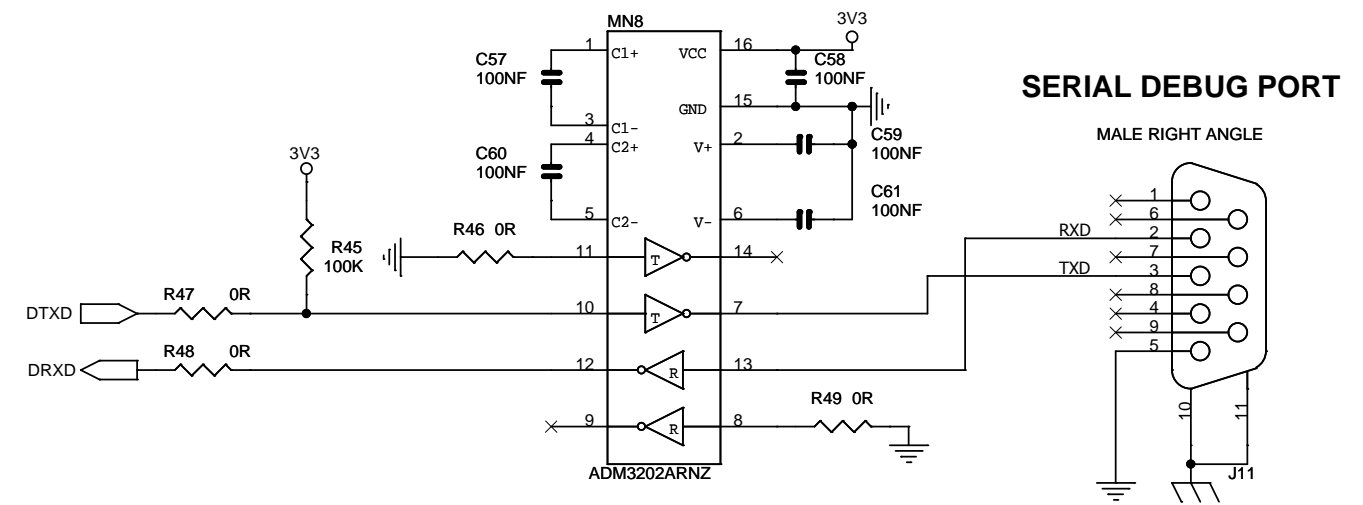 MN8
3V3
1 C1+ VCC 16
C57
100NF
C58
100NF
SERIAL DEBUG PORT
GND 15
3 C1-
4 C2+ V+ 2
C59
100NF
MALE RIGHT ANGLE
3V3
C60
100NF
C61
100NF
5 C2- V- 6
1
6
RXD 2
7
TXD 3
8
4
9
5
R46 0R
11 T 14
R45
100K
DTXD R47 0R 10 T 7
DRXD R48 0R 12 R 13
R49 0R
9 R 8
10
11
ADM3202ARNZ
J11